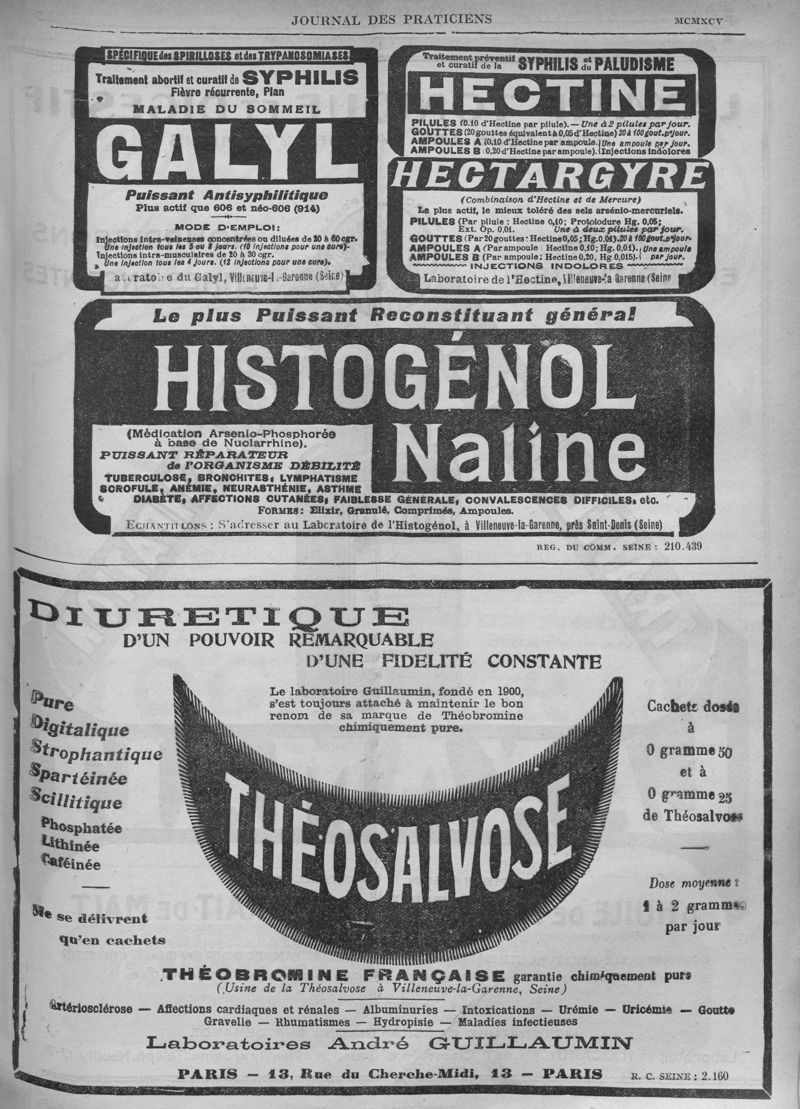 JOURNAL DES PRATICIENS
MCMXCV
SPÉCIFIQUE des SPIRILLOSES et des TRYPANOSOMIASES
Traitement abortif et curatif de SYPHILIS
Fièvre récurrente, Pian
MALADIE DU SOMMEIL
GALYL
Puissant Antisyphilitique
Plus actif que 606 et néo-606 (914)
MODE D'EMPLOI:
Injections intra-veineuses concentrées ou diluées de 20 à 60 cgr.
Une injection tous les 5 ou 8 jours. (10 injections pour une cure)-
Injections intra-musculaires de 20 à 30 cgr.
Une injection tous les 4 jours. (12 injections pour une cure).
du Galyl, Villeneuve-l-Garenne (Seine)
Traitement préventif et curatif de la SYPHILIS et du PALUDISME
HECTINE
PILULES (0.10 d'Hectine par pilule).— Une à 2 pilules par jour.
GOUTTES (20 gouttes équivalent à 0,05 d'Hectine) 20 à 100 gout. p. jour.
AMPOULES A (0,10 d'Hectine par ampoule.) Une ampoule par jour.
AMPOULES B (0,20 d'Hectine par ampoule). Injections indolores
HECTARGYRE
(Combinaison d'Hectine et de Mercure)
Le plus actif, le mieux toléré des sels arsénio-mercuriels.
PILULES (Par pilule : Hectine 0,10; Protoiodure Hg. 0,05;
Ext. Op. 0,01. Une à deux pilules par jour.
GOUTTES (Par 20 gouttes : Hectine 0,05; Hg. 0,01). 20 à 100 gout. p. jour.
AMPOULES A (Par ampoule : Hectine 0,10; Hg. 0,01). Une ampoule
AMPOULES B (Par ampoule : Hectine 0,20, Hg. 0,015). par jour.
INJECTIONS INDOLORES
Laboratoire de l'Hectine, Villeneuve-la Garenne (Seine
Le plus Puissant Reconstituant général
HISTOGÉNOL
Naline
(Médication Arsenio-Phosphorée
à base de Nuclarrhine).
PUISSANT RÉPARATEUR
de l'ORGANISME DÉBILITÉ
TUBERCULOSE, BRONCHITES, LYMPHATISME
SCROFULE, ANÉMIE, NEURASTHÉNIE, ASTHME
DIABÈTE, AFFECTIONS CUTANÉES, FAIBLESSE GÉNÉRALE, CONVALESCENCES DIFFICILES, etc.
FORMES: Elixir, Granulé, Comprimés, Ampoules.
ECHANTILLONS : S'adresser au Laboratoire de l'Histogénol, à Villeneuve-la-Garenne, près Saint-Denis (Seine)
REG. DU COMM. SEINE : 210.439
DIURETIQUE
D'UN POUVOIR REMARQUABLE
D'UNE FIDELITÉ CONSTANTE
Le laboratoire Guillaumin, fondé en 1900,
s'est toujours attaché à maintenir le bon
renom de sa marque de Théobromine
chimiquement pure.
Pure
Digitalique
Strophantique
Spartéinée
Scillitique
Phosphatée
Lithinée
Caféinée
Ne se délivrent
qu'en cachets
THÉOSALVOSE
Cachets dosés
à
0 gramme 50
et à
0 gramme 25
de Théosalvose
Dose moyenne :
1 à 2 grammes
par jour
THÉOBROMINE FRANÇAISE garantie chimiquement pure
(Usine de la Théosalvose à Villeneuve-la-Garenne, Seine)
Artériosclérose — Affections cardiaques et rénales — Albuminuries — Intoxications — Urémie — Uricémie — Goutte
Gravelle — Rhumatismes — Hydropisie — Maladies infectieuses
Laboratoires André GUILLAUMIN
PARIS — 13, Rue du Cherche-Midi, 13 — PARIS
R. C. SEINE : 2.160